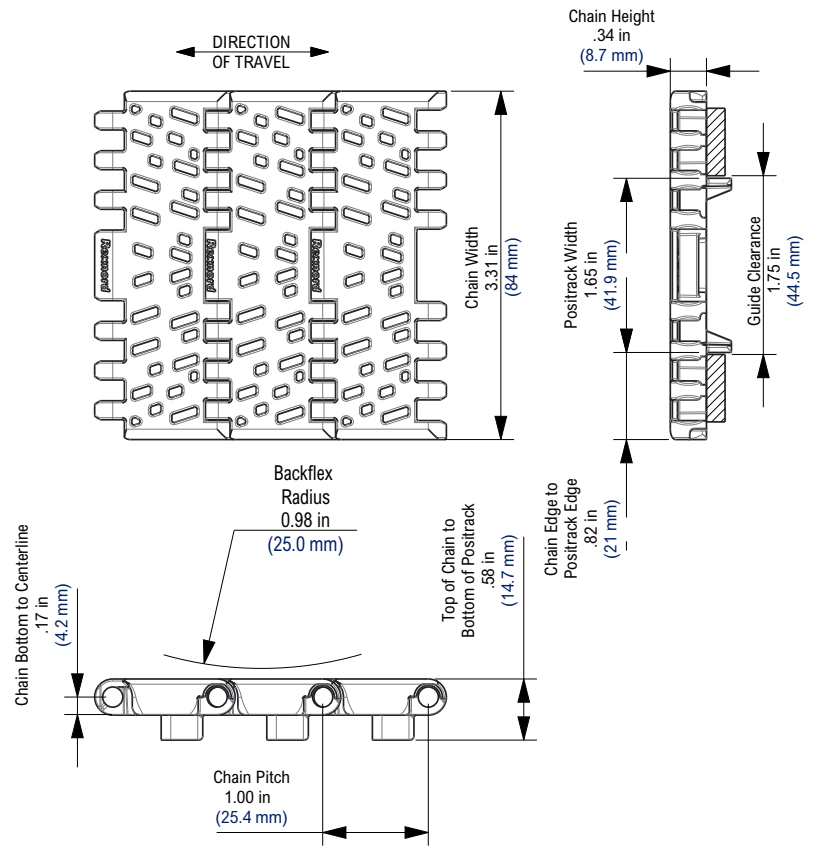 Chain Height
.34 in
(8.7 mm)
DIRECTION
OF TRAVEL
Chain Width
3.31 in
(84 mm)
Positrack Width
1.65 in
(41.9 mm)
Guide Clearance
1.75 in
(44.5 mm)
Rexnord
Rexnord
Rexnord
Chain Edge to
Positrack Edge
.82 in
(21 mm)
Backflex
Radius
0.98 in
(25.0 mm)
Top of Chain to
Bottom of Positrack
.58 in
(14.7 mm)
Chain Bottom to Centerline
.17 in
(4.2 mm)
Chain Pitch
1.00 in
(25.4 mm)